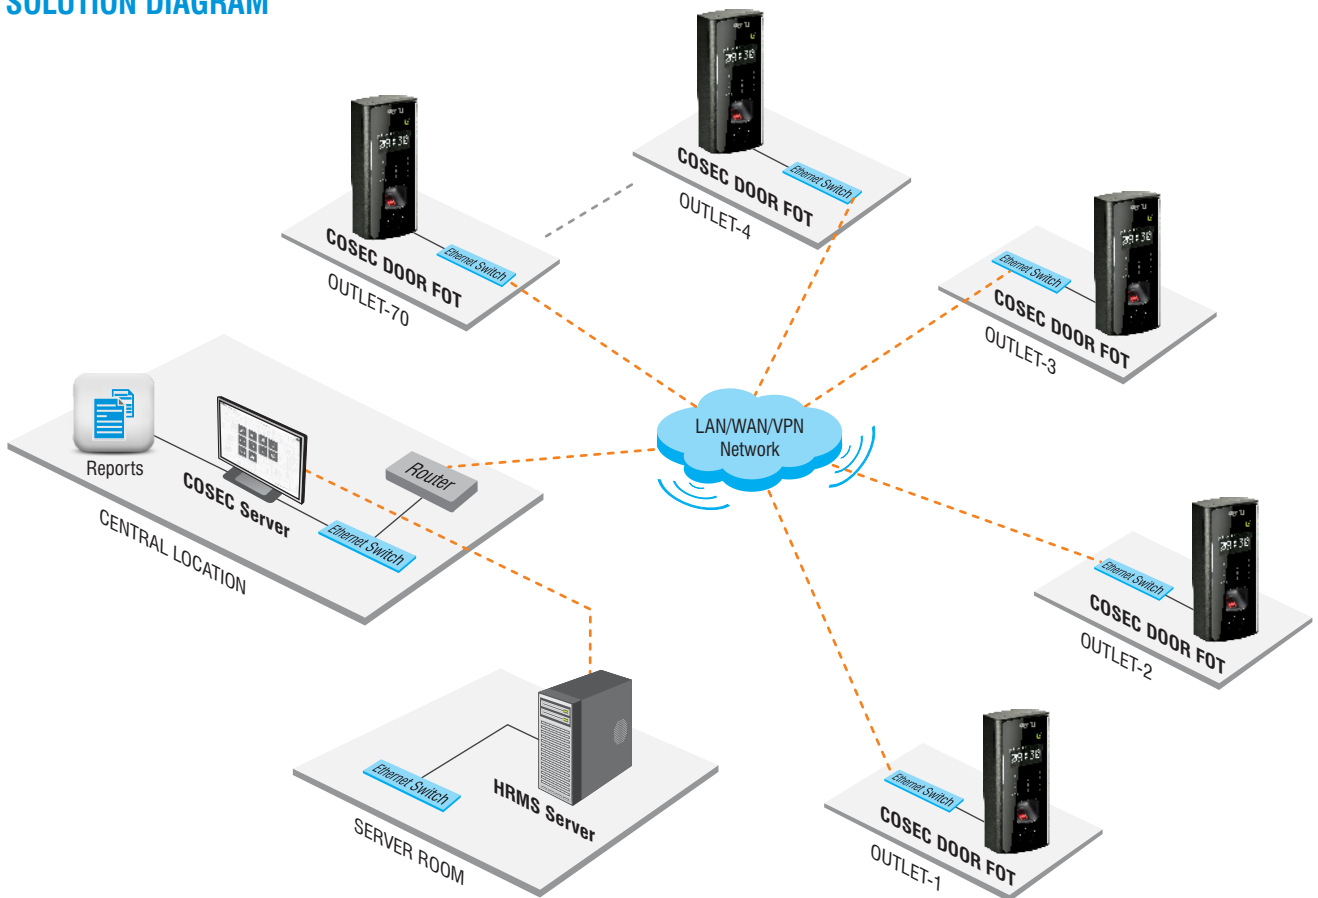 SOLUTION DIAGRAM
Ethernet Switch
COSEC DOOR FOT
OUTLET-4
Ethernet Switch
COSEC DOOR FOT
OUTLET-70
Ethernet Switch
COSEC DOOR FOT
OUTLET-3
LAN/WAN/VPN
Network
Reports
COSEC Server
Router
Ethernet Switch
CENTRAL LOCATION
Ethernet Switch
COSEC DOOR FOT
OUTLET-2
Ethernet Switch
HRMS Server
SERVER ROOM
Ethernet Switch
COSEC DOOR FOT
OUTLET-1